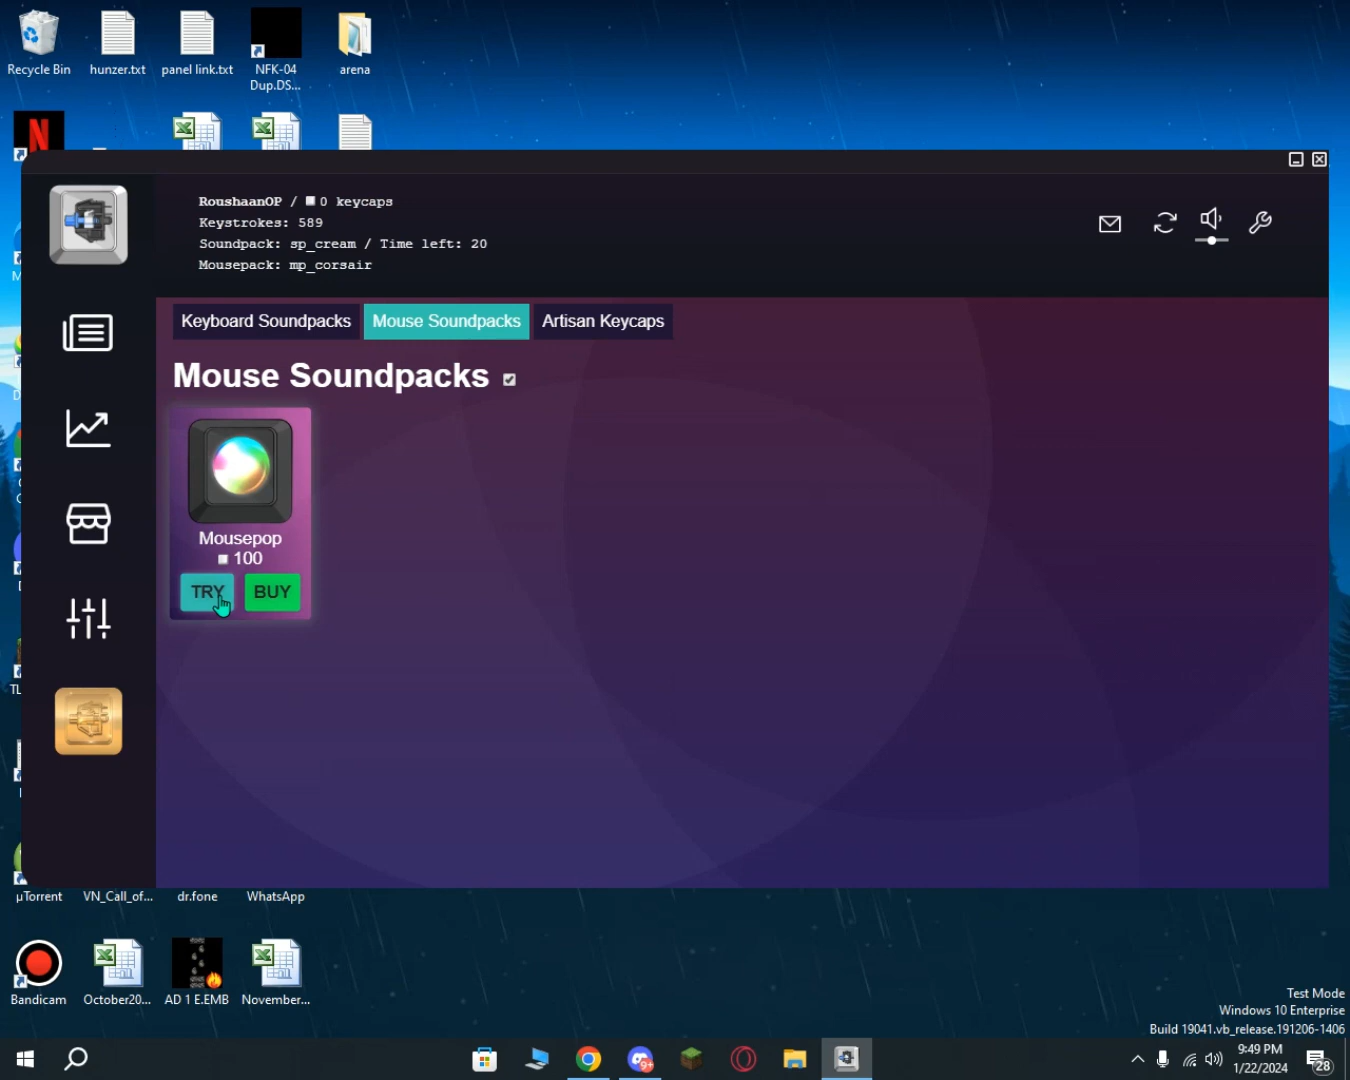 Recycle Bin
hunzer.txt
panel link.txt
NFK-04
Dup.DS...
arena
RoushaanOP / 0 keycaps
Keystrokes: 589
Soundpack: sp_cream / Time left: 20
Mousepack: mp_corsair
Keyboard Soundpacks
Mouse Soundpacks
Artisan Keycaps
Mouse Soundpacks
Mousepop
100
TRY
BUY
µTorrent
VN_Call_of...
dr.fone
WhatsApp
Bandicam
October20...
AD 1 E.EMB
November...
Test Mode
Windows 10 Enterprise
Build 19041.vb_release.191206-1406
9+
9:49 PM
1/22/2024
28